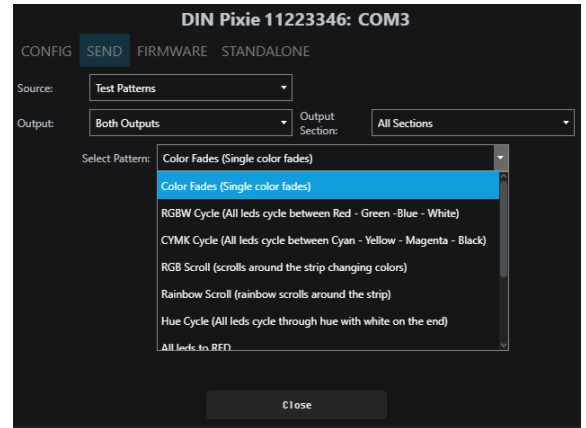 DIN Pixie 11223346: COM3
CONFIG SEND FIRMWARE STANDALONE
Source: Test Patterns
Output: Both Outputs Output Section: All Sections
Select Pattern: Color Fades (Single color fades)
Color Fades (Single color fades)
RGBW Cycle (All leds cycle between Red - Green -Blue - White)
CYMK Cycle (All leds cycle between Cyan - Yellow - Magenta - Black)
RGB Scroll (scrolls around the strip changing colors)
Rainbow Scroll (rainbow scrolls around the strip)
Hue Cycle (All leds cycle through hue with white on the end)
All leds to RED
Close